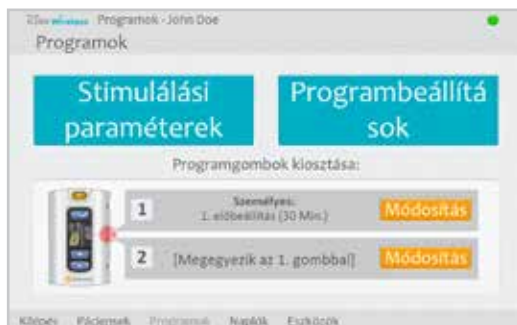 Programok - John Doe
Programok
Stimulálási
paraméterek
Programbeállítá
sok
Programgombok kiosztása:
1
Személyes:
1. előbeállítás (30 Min.)
Módosítás
2
[Megegyezik az 1. gombbal]
Módosítás
Páciensek Programok Naplók Eszközök